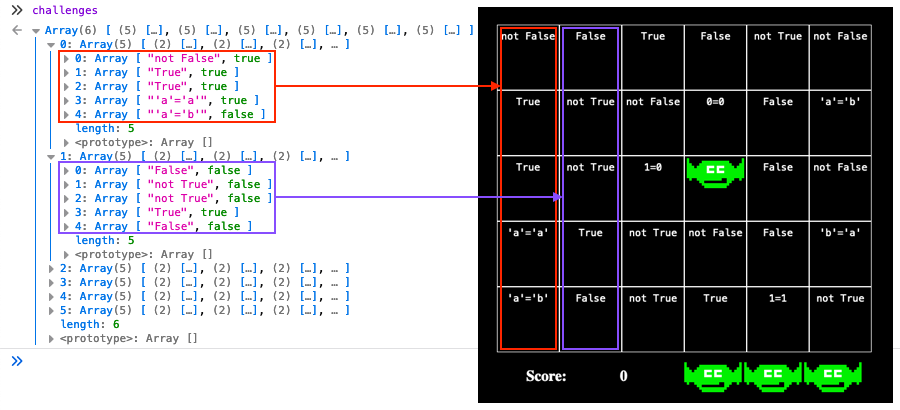 challenges
Array(6) [ (5) […], (5) […], (5) […], (5) […], (5) […], (5) […] ]
0: Array(5) [ (2) […], (2) […], (2) […], … ]
0: Array [ "not False", true ]
1: Array [ "True", true ]
2: Array [ "True", true ]
3: Array [ "'a'='a'", true ]
4: Array [ "'a'='b'", false ]
length: 5
<prototype>: Array []
1: Array(5) [ (2) […], (2) […], (2) […], … ]
0: Array [ "False", false ]
1: Array [ "not True", false ]
2: Array [ "not True", false ]
3: Array [ "True", true ]
4: Array [ "False", false ]
length: 5
<prototype>: Array []
2: Array(5) [ (2) […], (2) […], (2) […], … ]
3: Array(5) [ (2) […], (2) […], (2) […], … ]
4: Array(5) [ (2) […], (2) […], (2) […], … ]
5: Array(5) [ (2) […], (2) […], (2) […], … ]
length: 6
<prototype>: Array []
not False False True False not True not False
True not True not False 0=0 False 'a'='b'
True not True 1=0 False not False
'a'='a' True not True not False False 'b'='a'
'a'='b' False not True True 1=1 not True
Score: 0